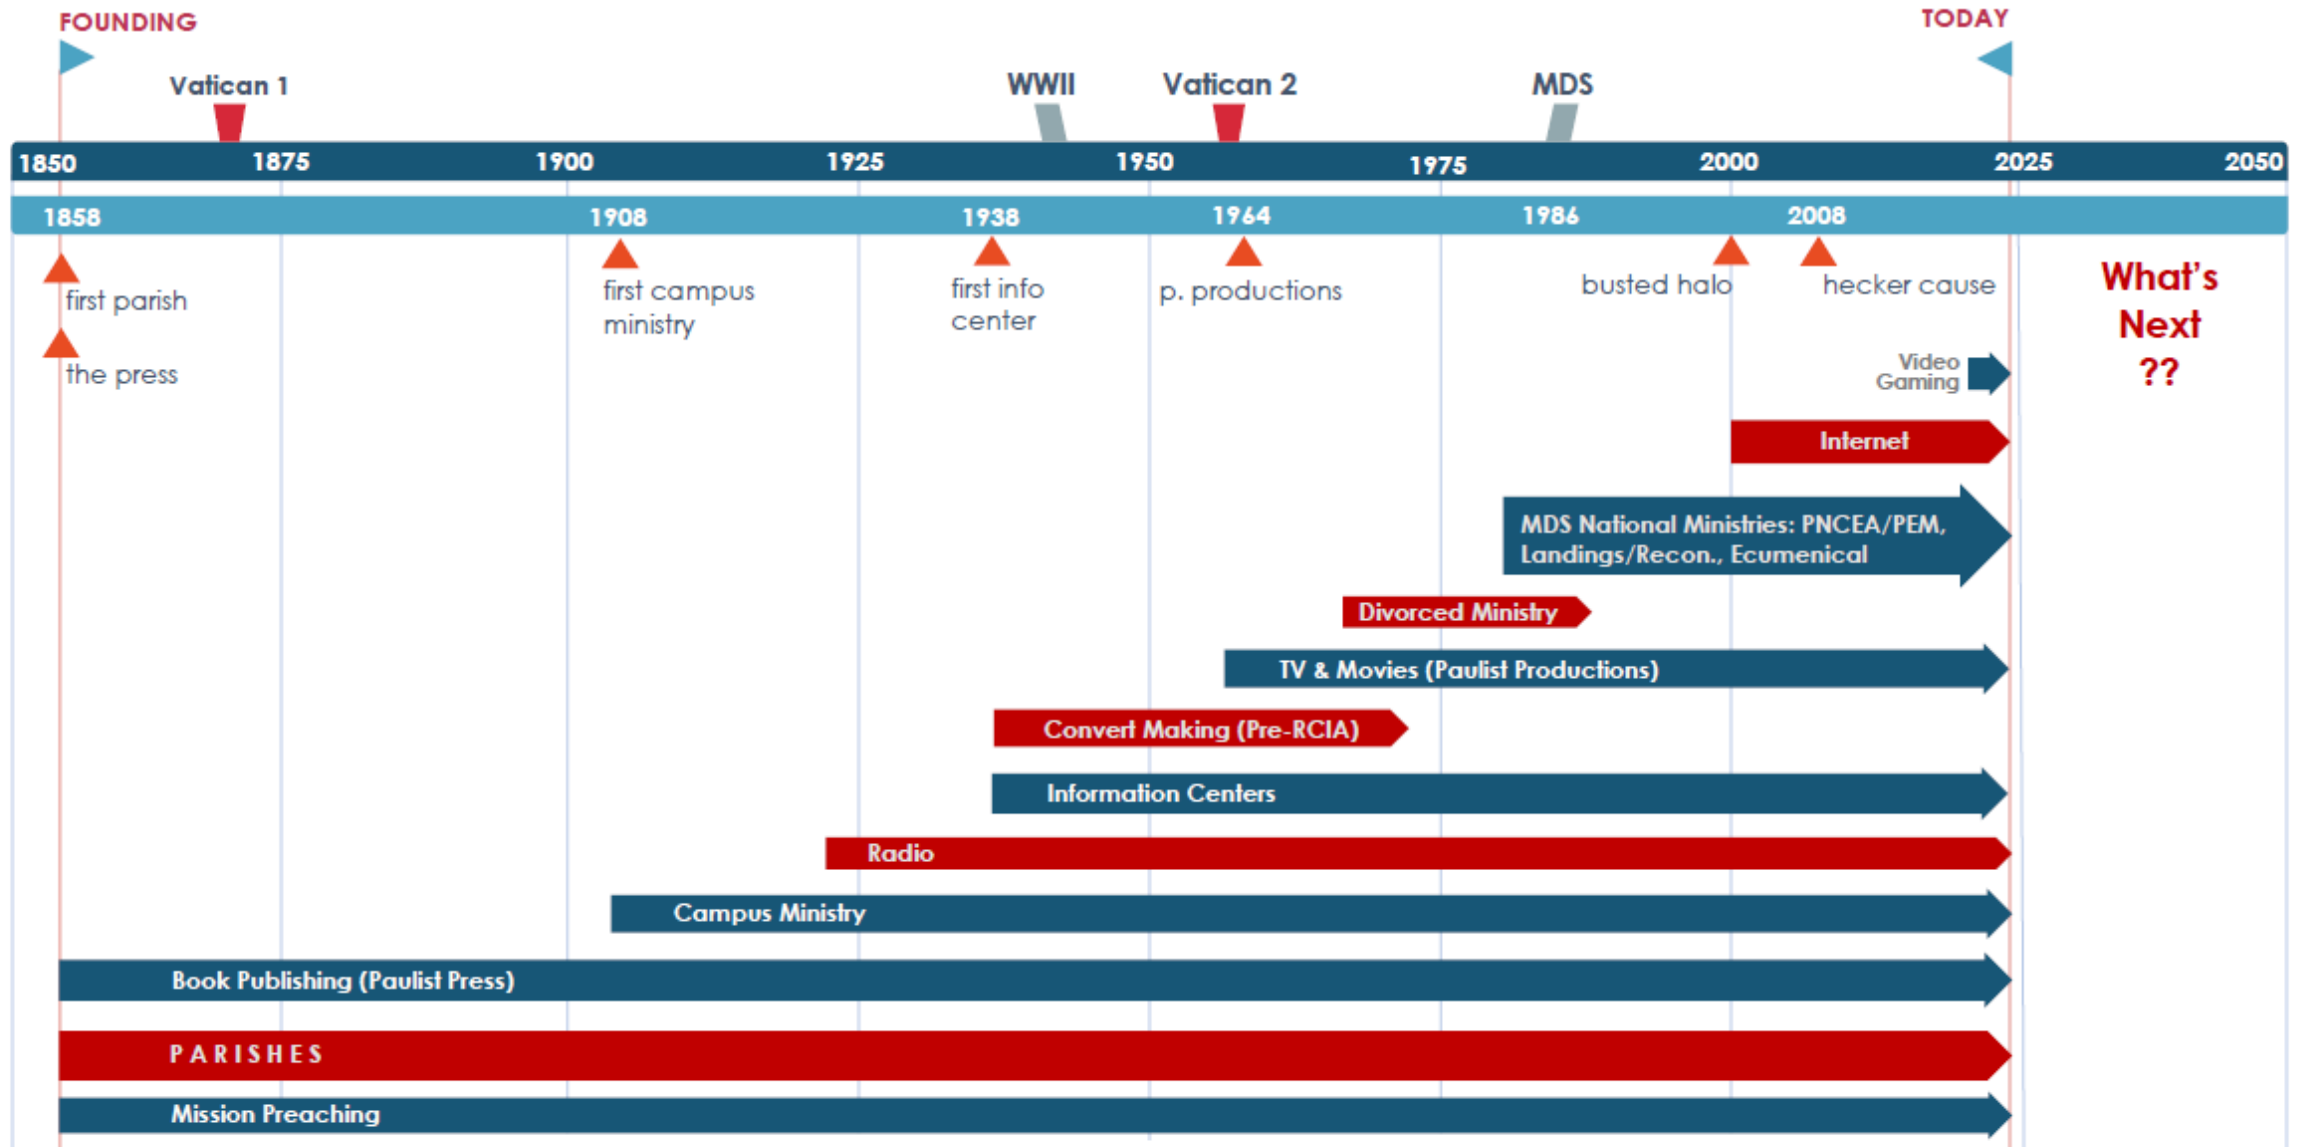 FOUNDING
TODAY
Vatican 1
WWII
Vatican 2
MDS
1850
1875
1900
1925
1950
1975
2000
2025
2050
1858
1908
1938
1964
1986
2008
first parish
the press
first campus
ministry
first info
center
p. productions
busted halo
hecker cause
What's
Next
??
Video
Gaming
Internet
MDS National Ministries: PNCEA/PEM,
Landings/Recon., Ecumenical
Divorced Ministry
TV & Movies (Paulist Productions)
Convert Making (Pre-RCIA)
Information Centers
Radio
Campus Ministry
Book Publishing (Paulist Press)
PARISHES
Mission Preaching